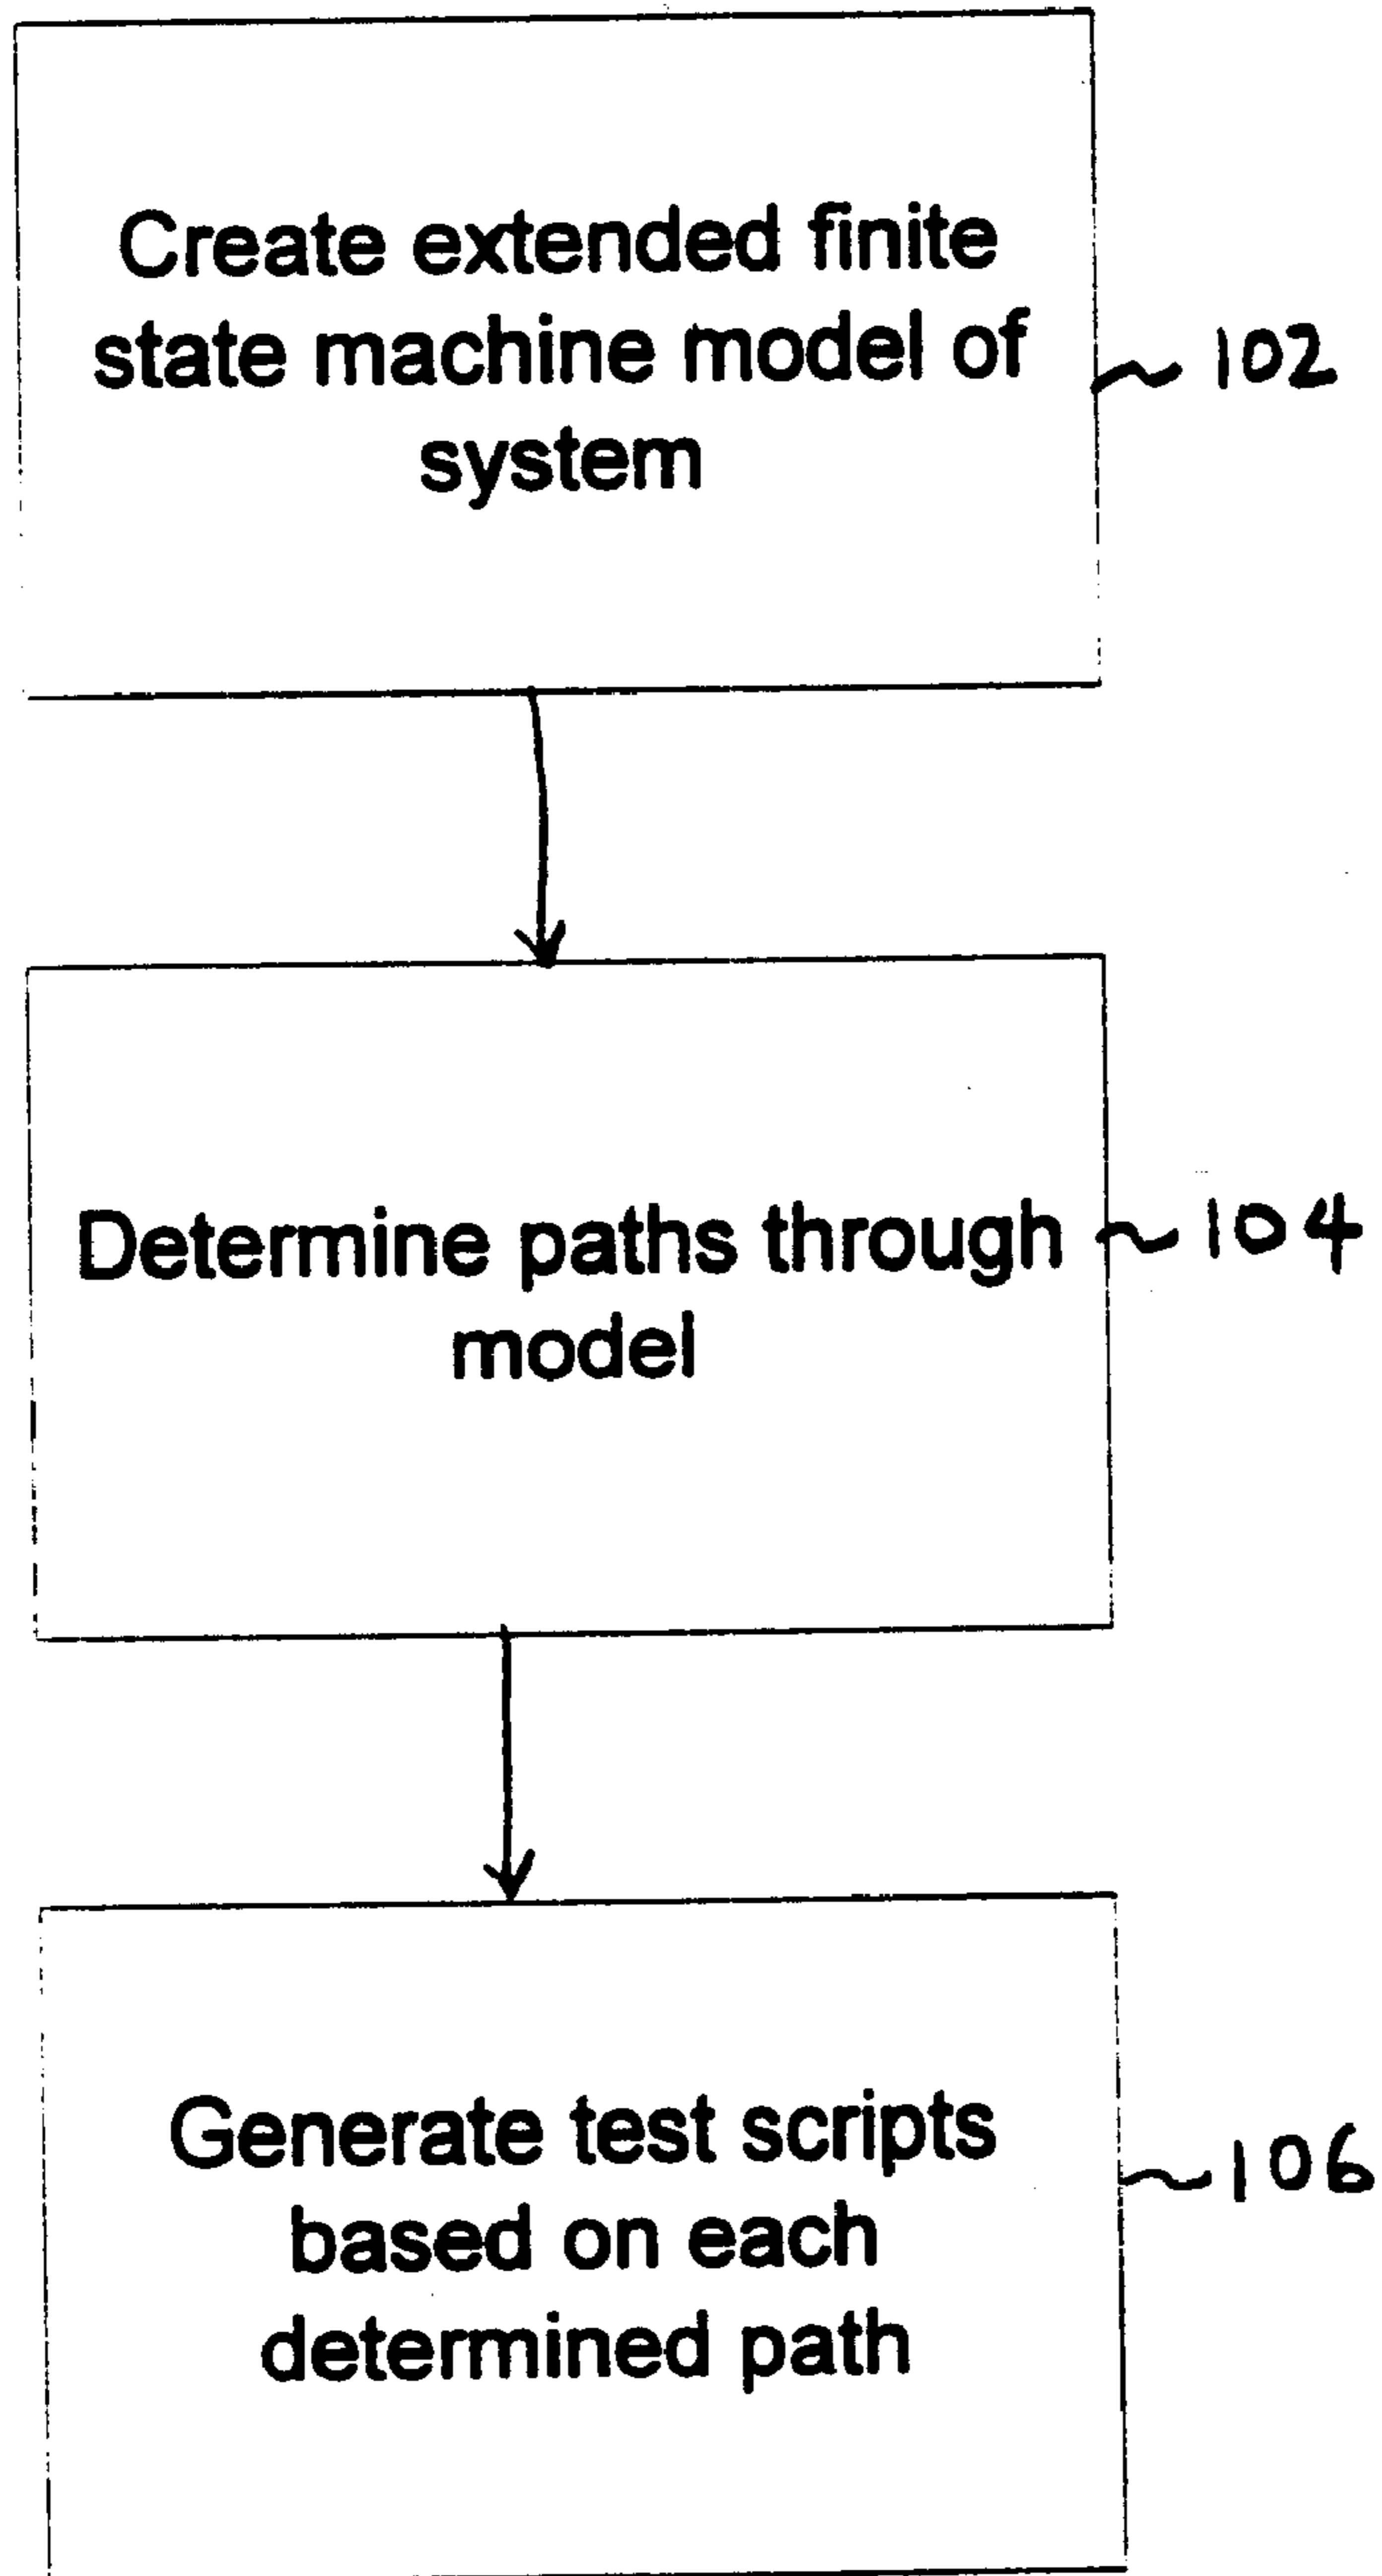 Create extended finite
state machine model of
system
102
Determine paths through
model
104
Generate test scripts
based on each
determined path
106